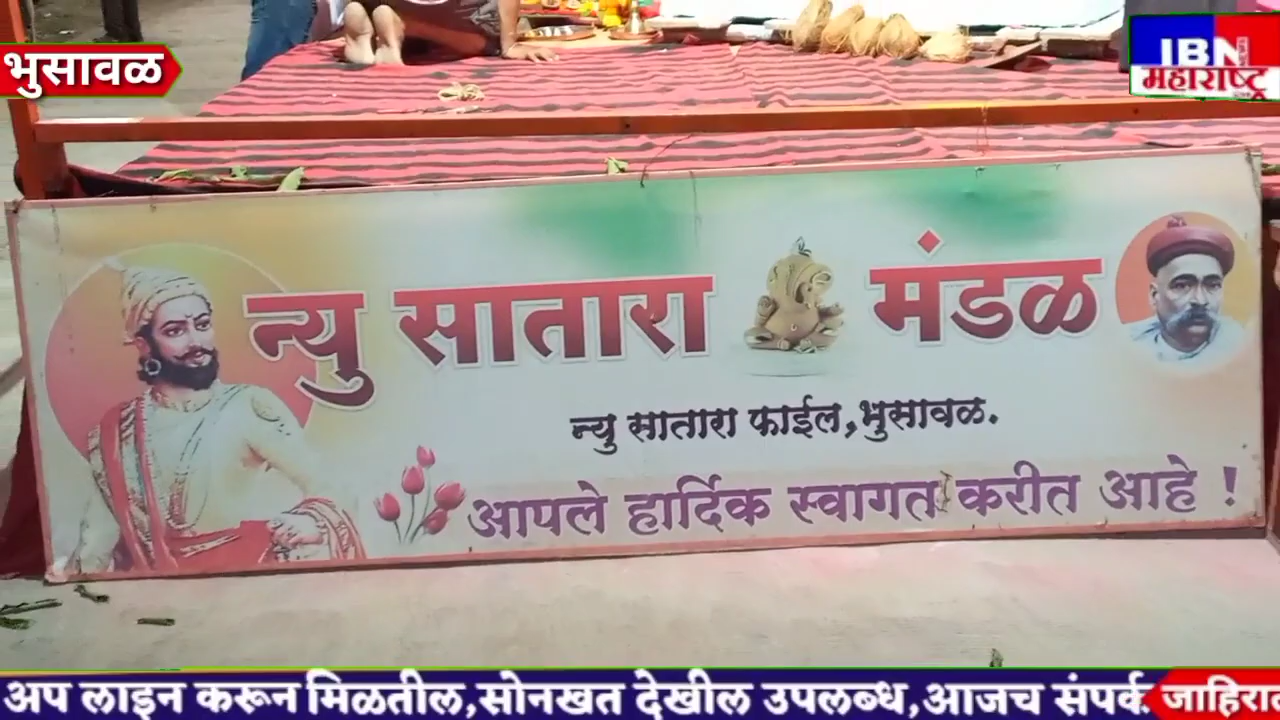 भुसावळ
IBN
महाराष्ट्र
न्यु सातारा मंडळ
न्यु सातारा फाईल,भुसावळ.
आपले हार्दिक स्वागत करीत आहे !
अप लाइन करून मिळतील,सोनखत देखील उपलब्ध,आजच संपर्क